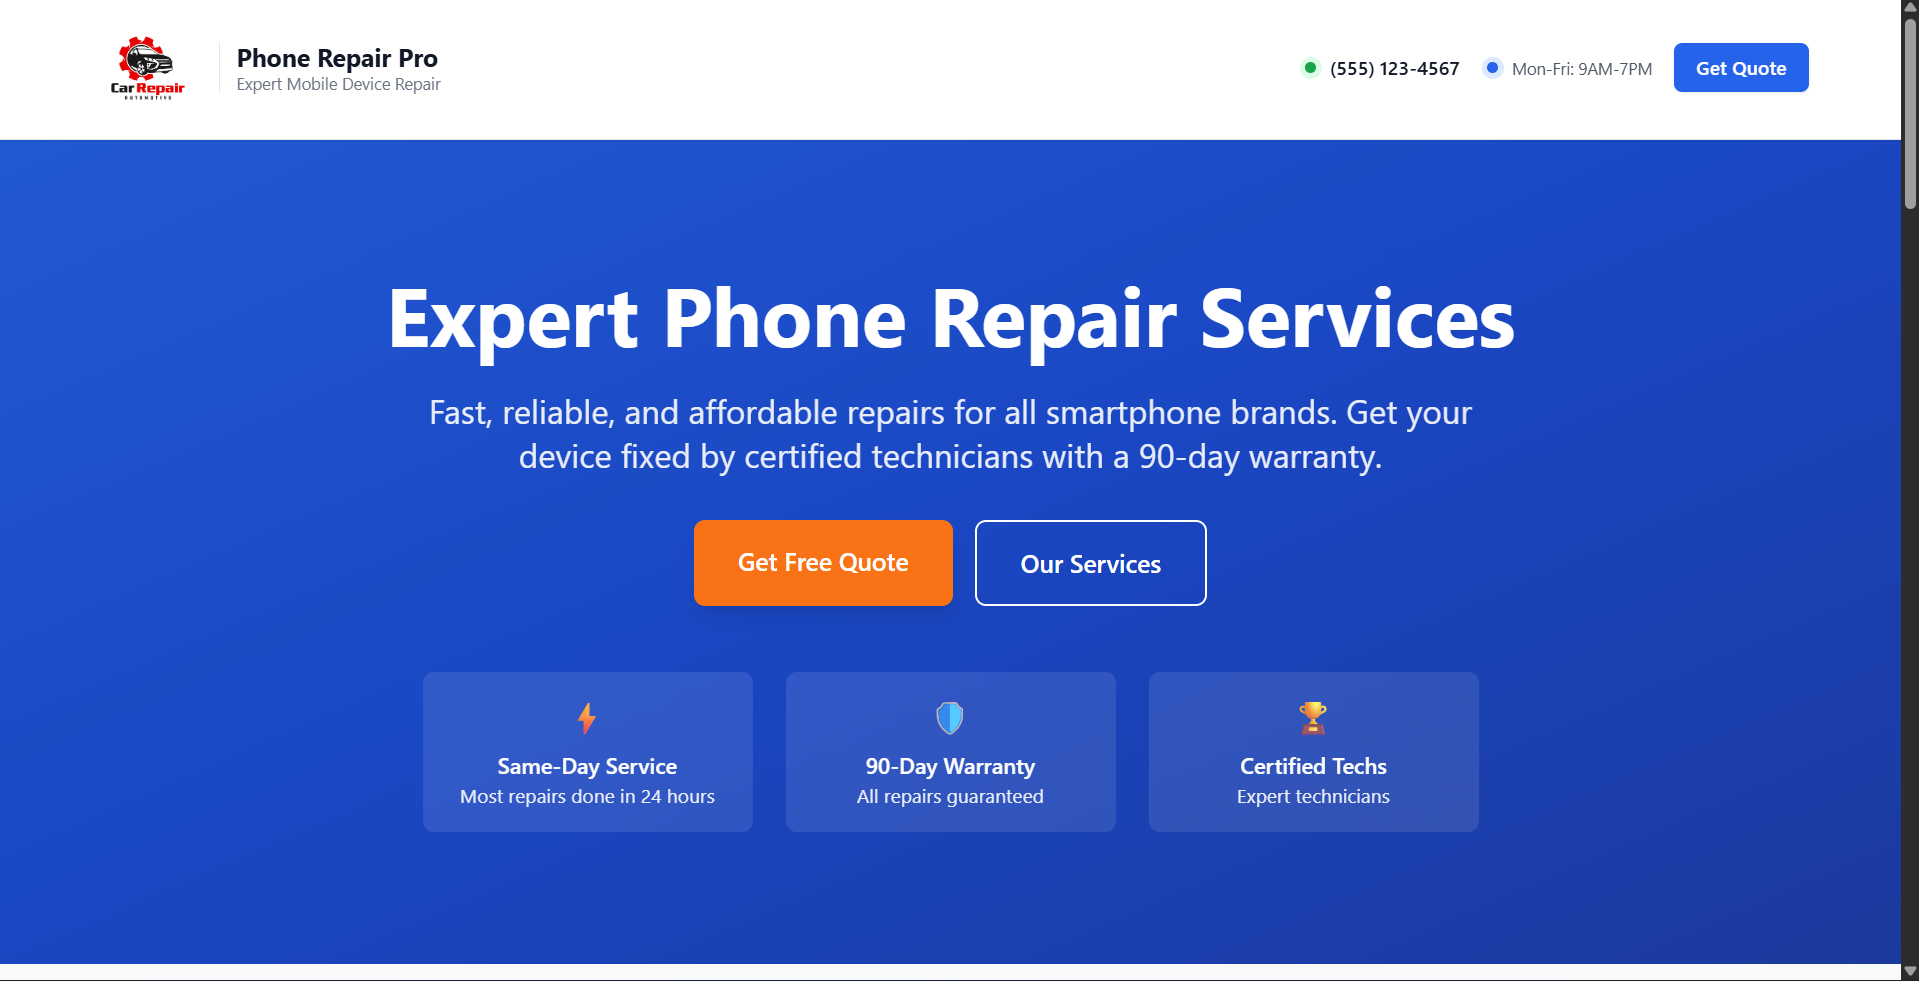 Car Repair
AUTOMOTIVE
Phone Repair Pro
Expert Mobile Device Repair
(555) 123-4567
Mon-Fri: 9AM-7PM
Get Quote
Expert Phone Repair Services
Fast, reliable, and affordable repairs for all smartphone brands. Get your
device fixed by certified technicians with a 90-day warranty.
Get Free Quote
Our Services
Same-Day Service
Most repairs done in 24 hours
90-Day Warranty
All repairs guaranteed
Certified Techs
Expert technicians